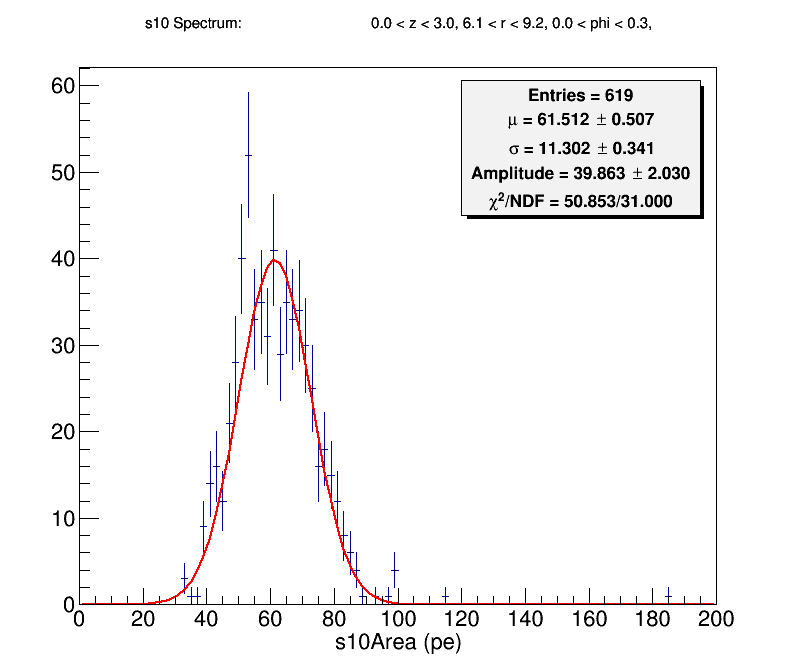 s10 Spectrum: 0.0 < z < 3.0, 6.1 < r < 9.2, 0.0 < phi < 0.3,
Entries = 619
μ = 61.512 ± 0.507
σ = 11.302 ± 0.341
Amplitude = 39.863 ± 2.030
χ²/NDF = 50.853/31.000
60
50
40
30
20
10
0
0 20 40 60 80 100 120 140 160 180 200
s10Area (pe)